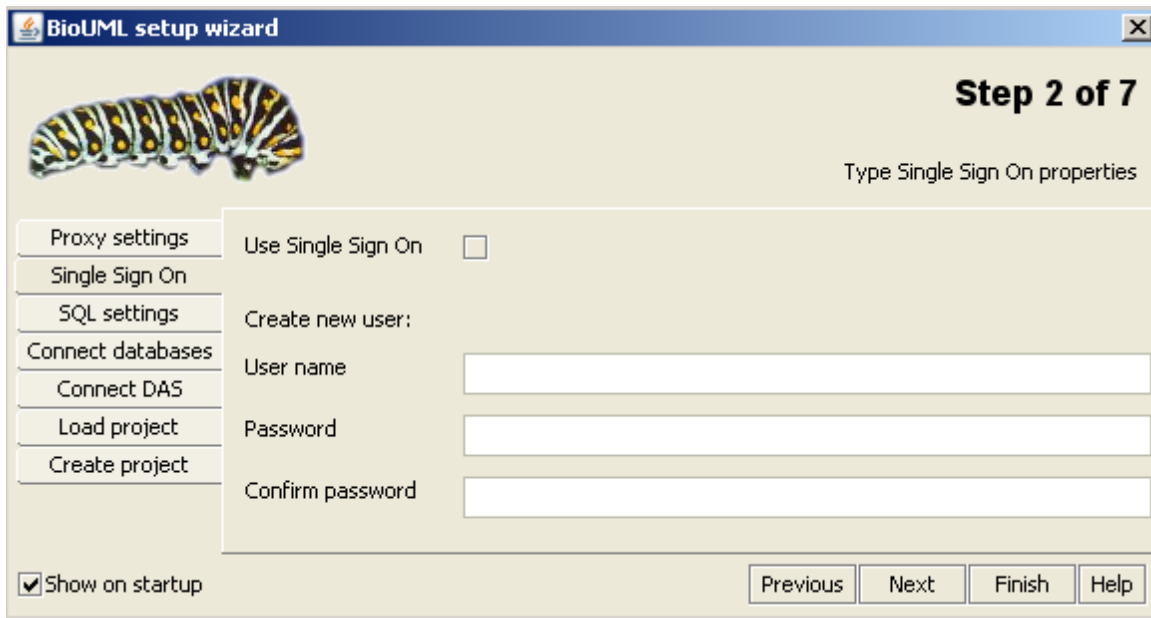 BioUML setup wizard
Step 2 of 7
Type Single Sign On properties
Proxy settings
Single Sign On
SQL settings
Connect databases
Connect DAS
Load project
Create project
Use Single Sign On
Create new user:
User name
Password
Confirm password
Show on startup
Previous
Next
Finish
Help